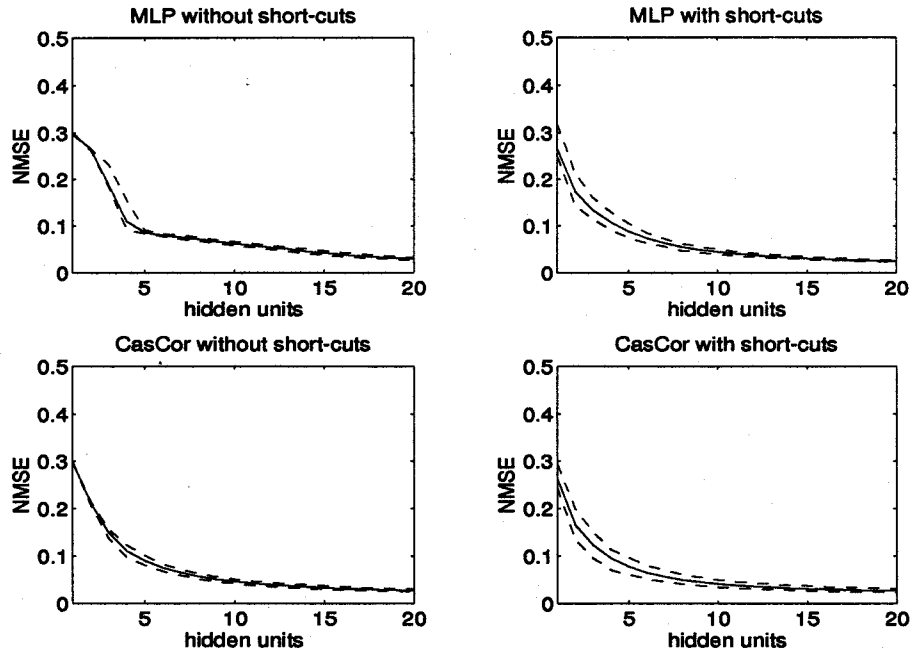 MLP without short-cuts
0.5
0.4
0.3
0.2
0.1
0
NMSE
5 10 15 20
hidden units
MLP with short-cuts
0.5
0.4
0.3
0.2
0.1
0
NMSE
5 10 15 20
hidden units
CasCor without short-cuts
0.5
0.4
0.3
0.2
0.1
0
NMSE
5 10 15 20
hidden units
CasCor with short-cuts
0.5
0.4
0.3
0.2
0.1
0
NMSE
5 10 15 20
hidden units